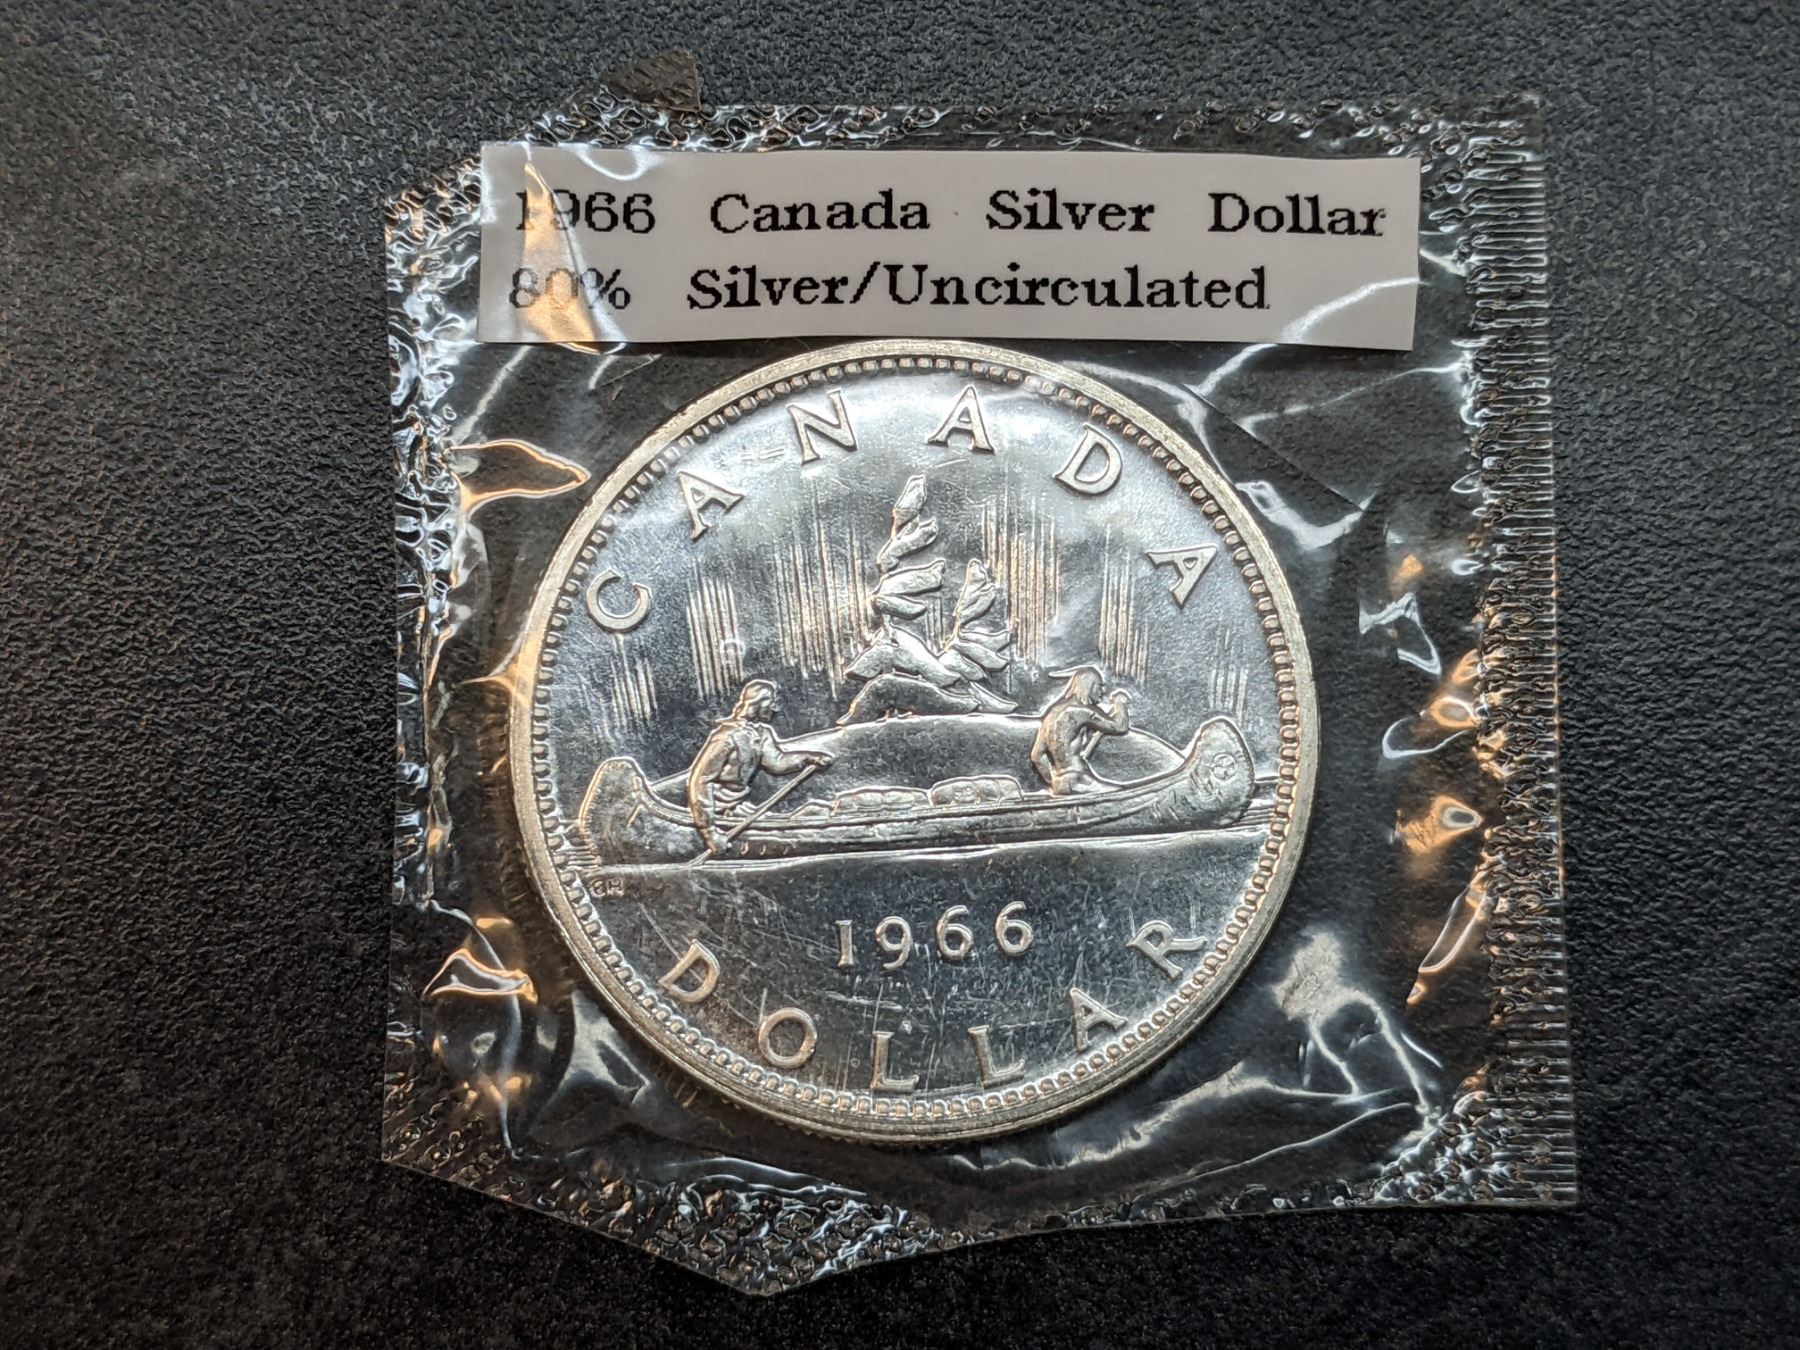 1966 Canada Silver Dollar
80% Silver/Uncirculated
CANADA
1966
DOLLAR